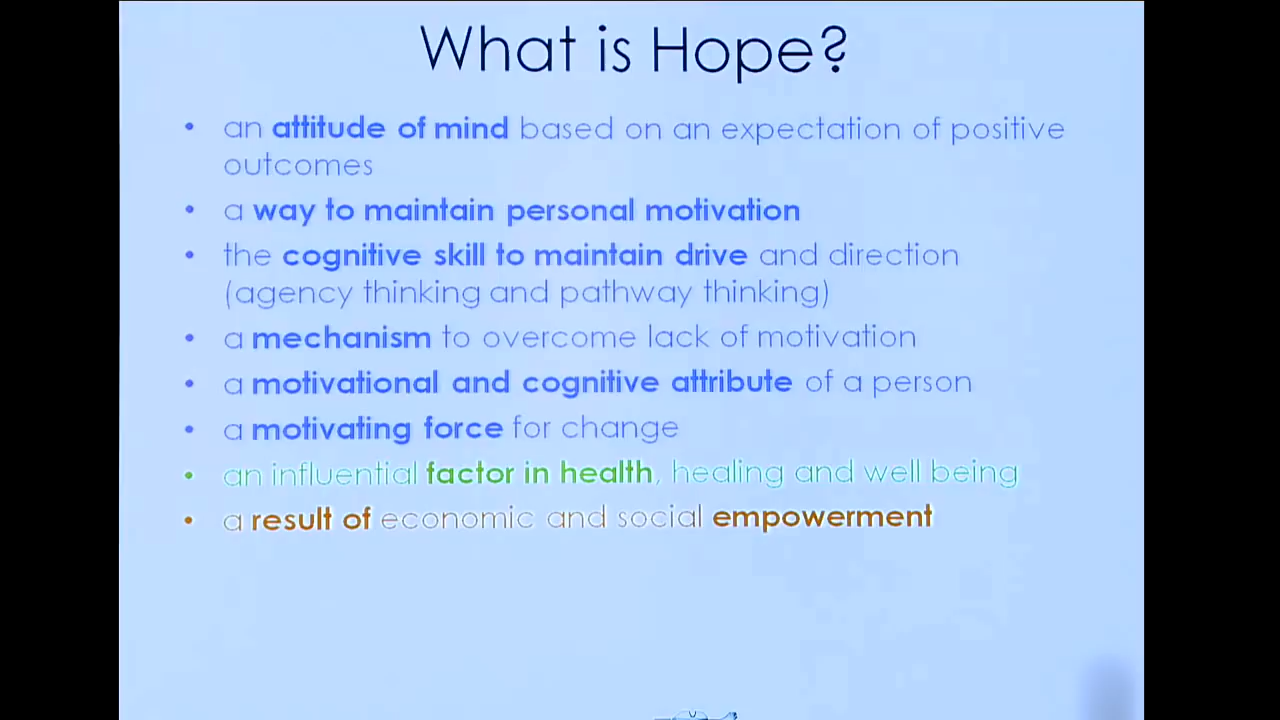 What is Hope?
• an attitude of mind based on an expectation of positive
outcomes
• a way to maintain personal motivation
• the cognitive skill to maintain drive and direction
(agency thinking and pathway thinking)
• a mechanism to overcome lack of motivation
• a motivational and cognitive attribute of a person
• a motivating force for change
• an influential factor in health, healing and well being
• a result of economic and social empowerment